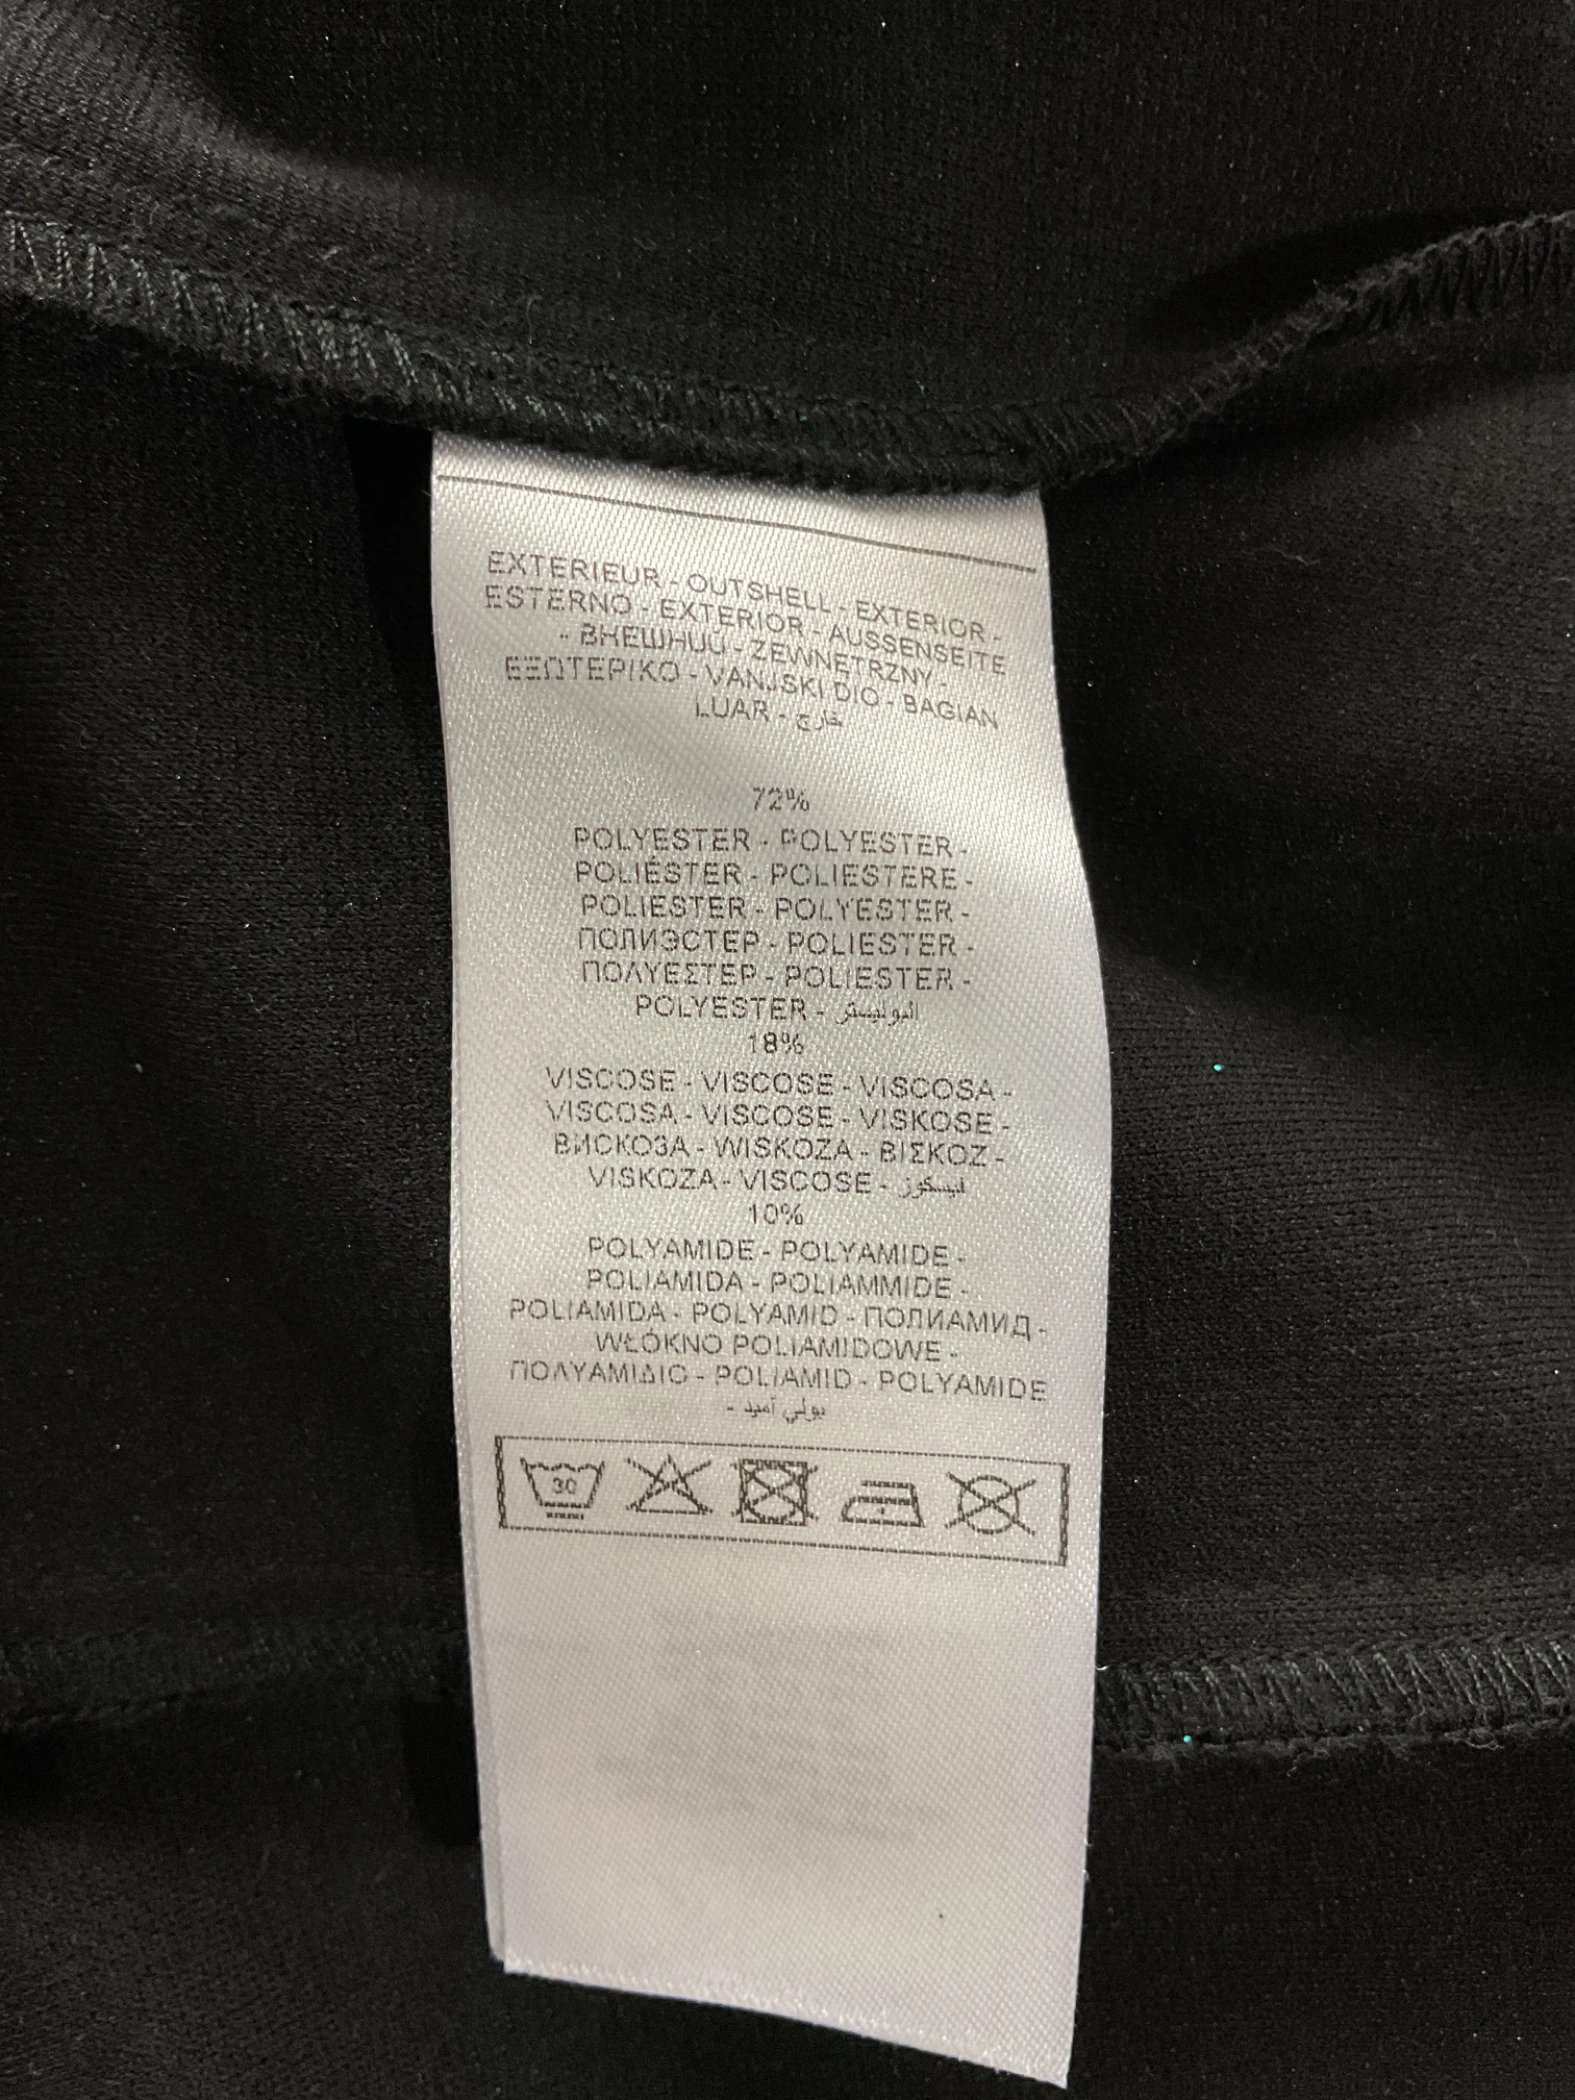 EXTERIEUR - OUTSHELL - EXTERIOR -
ESTERNO - EXTERIOR - AUSSENSEITE
- ВНЕШНИЙ - ZEWNĘTRZNY -
ΕΞΩΤΕΡΙΚΟ - VANJSKI DIO - BAGIAN
LUAR - خارج
72%
POLYESTER - POLYESTER -
POLIÉSTER - POLIESTERE -
POLIESTER - POLYESTER -
ПОЛИЭСТЕР - POLIESTER -
ΠΟΛΥΕΣΤΕΡ - POLIESTER -
POLYESTER - البوليستر
18%
VISCOSE - VISCOSE - VISCOSA -
VISCOSA - VISCOSE - VISKOSE -
ВИСКОЗА - WISKOZA - ΒΙΣΚΟΖ -
VISKOZA - VISCOSE -
10%
POLYAMIDE - POLYAMIDE -
POLIAMIDA - POLIAMMIDE -
POLIAMIDA - POLYAMID - ПОЛИАМИД -
WŁÓKNO POLIAMIDOWE -
ΠΟΛΥΑΜΙΔΙΟ - POLIAMID - POLYAMIDE
- بولي أميد
30